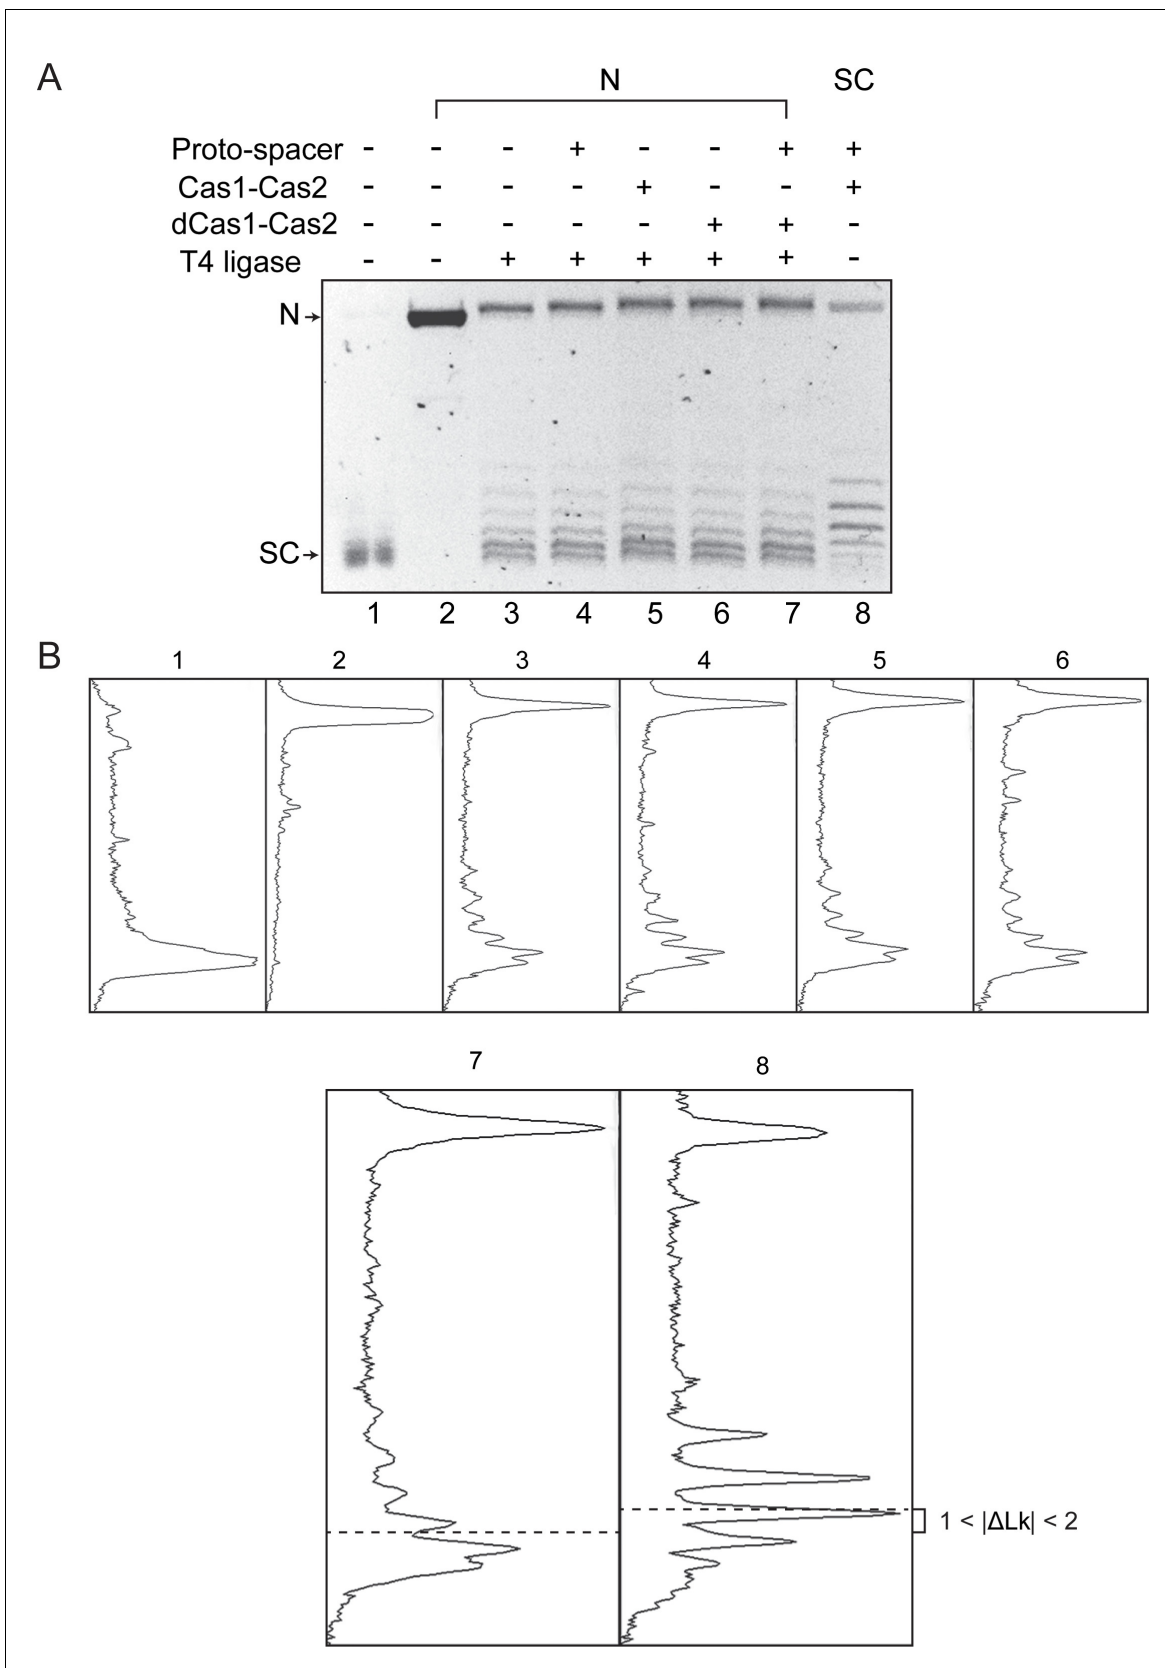 A
N SC
Proto-spacer - - - + - - + +
Cas1-Cas2 - - - - + - - +
dCas1-Cas2 - - - - - + + -
T4 ligase - - + + + + + -
N
SC
1 2 3 4 5 6 7 8
B
1 2 3 4 5 6
7 8
1 < |ΔLk| < 2